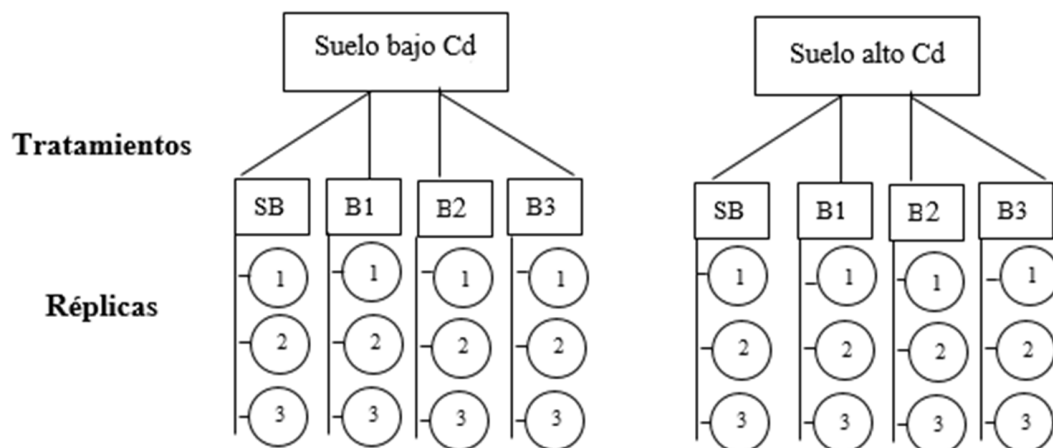 Suelo bajo Cd Suelo alto Cd
Tratamientos
SB B1 B2 B3 SB B1 B2 B3
1 1 1 1 1 1 1 1
Réplicas
2 2 2 2 2 2 2 2
3 3 3 3 3 3 3 3